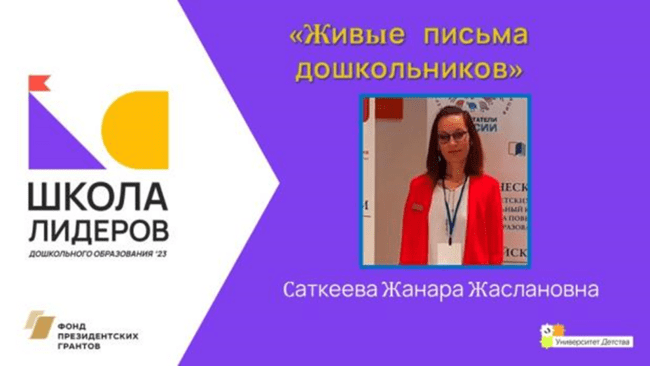 «Живые письма
дошкольников»
ШКОЛА
ЛИДЕРОВ
ДОШКОЛЬНОГО ОБРАЗОВАНИЯ '23
ФОНД
ПРЕЗИДЕНТСКИХ
ГРАНТОВ
Саткеева Жанара Жаслановна
Университет Детства